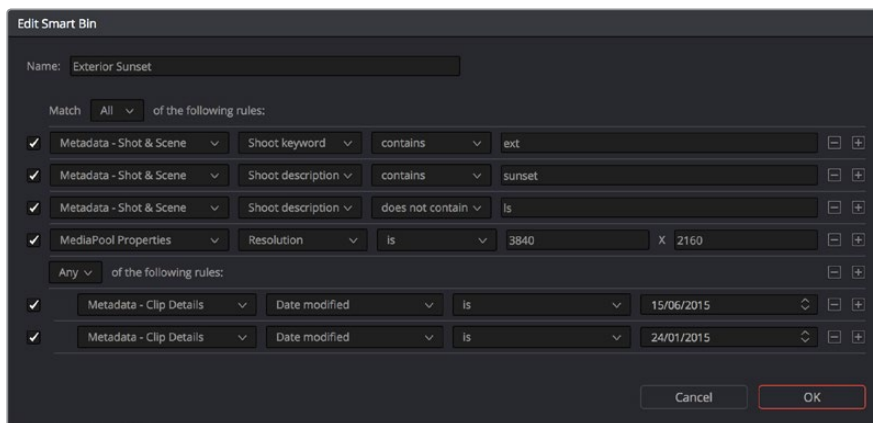 Edit Smart Bin
Name: Exterior Sunset
Match All of the following rules:
Metadata - Shot & Scene Shoot keyword contains ext
Metadata - Shot & Scene Shoot description contains sunset
Metadata - Shot & Scene Shoot description does not contain ls
MediaPool Properties Resolution is 3840 X 2160
Any of the following rules:
Metadata - Clip Details Date modified is 15/06/2015
Metadata - Clip Details Date modified is 24/01/2015
Cancel OK